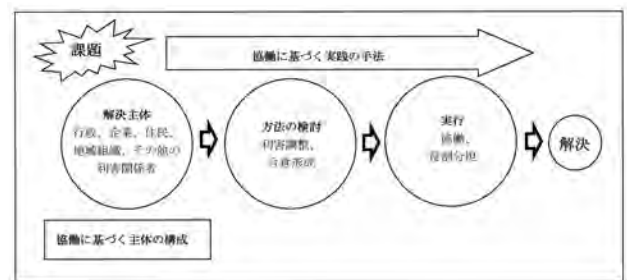 課題
協働に基づく実践の手法
解決主体
行政、企業、住民、
地域組織、その他の
利害関係者
方法の検討
利害調整、
合意形成
実行
協働、
役割分担
解決
協働に基づく主体の構成